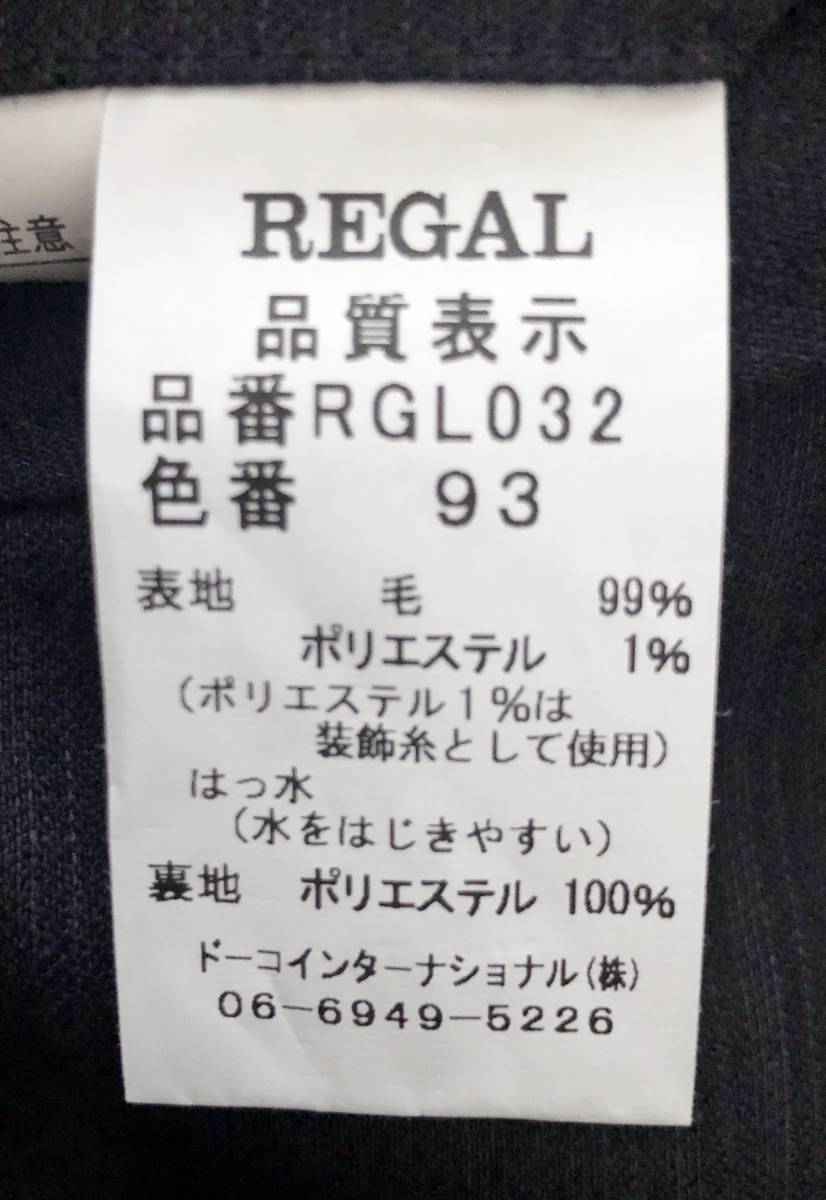 注意
REGAL
品質表示
品番RGL032
色番 93
表地 毛 99%
ポリエステル 1%
(ポリエステル1%は
装飾糸として使用)
はっ水
(水をはじきやすい)
裏地 ポリエステル 100%
ドーコインターナショナル(株)
06-6949-5226